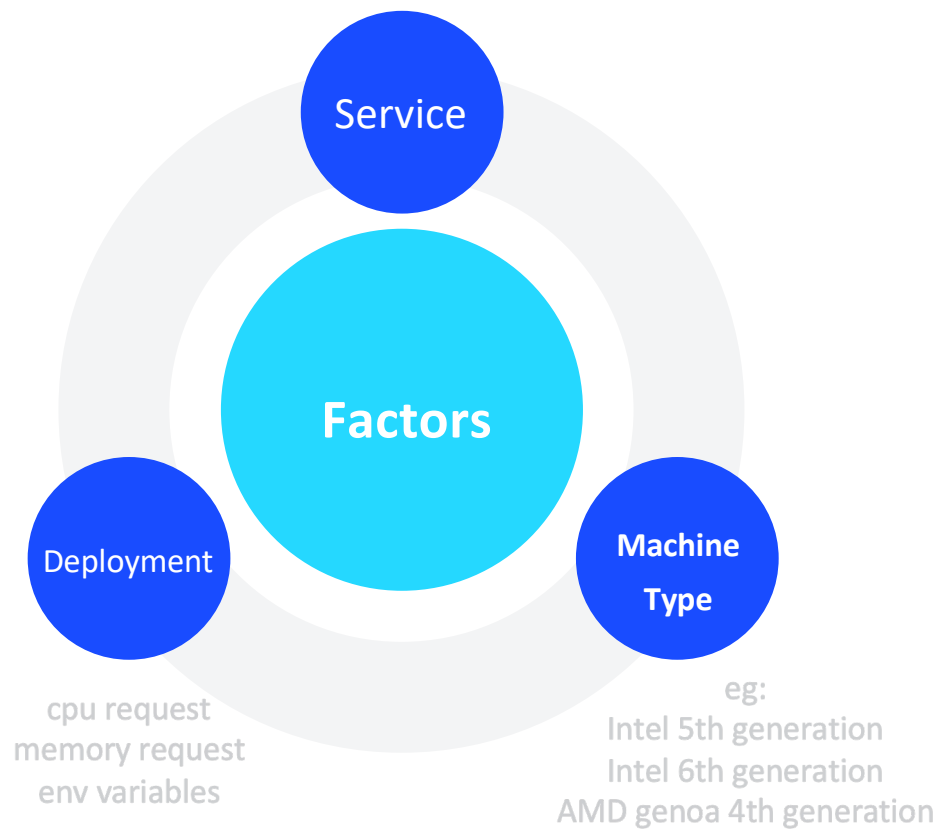 Service
Factors
Deployment
Machine
Type
cpu request
memory request
env variables
eg:
Intel 5th generation
Intel 6th generation
AMD genoa 4th generation